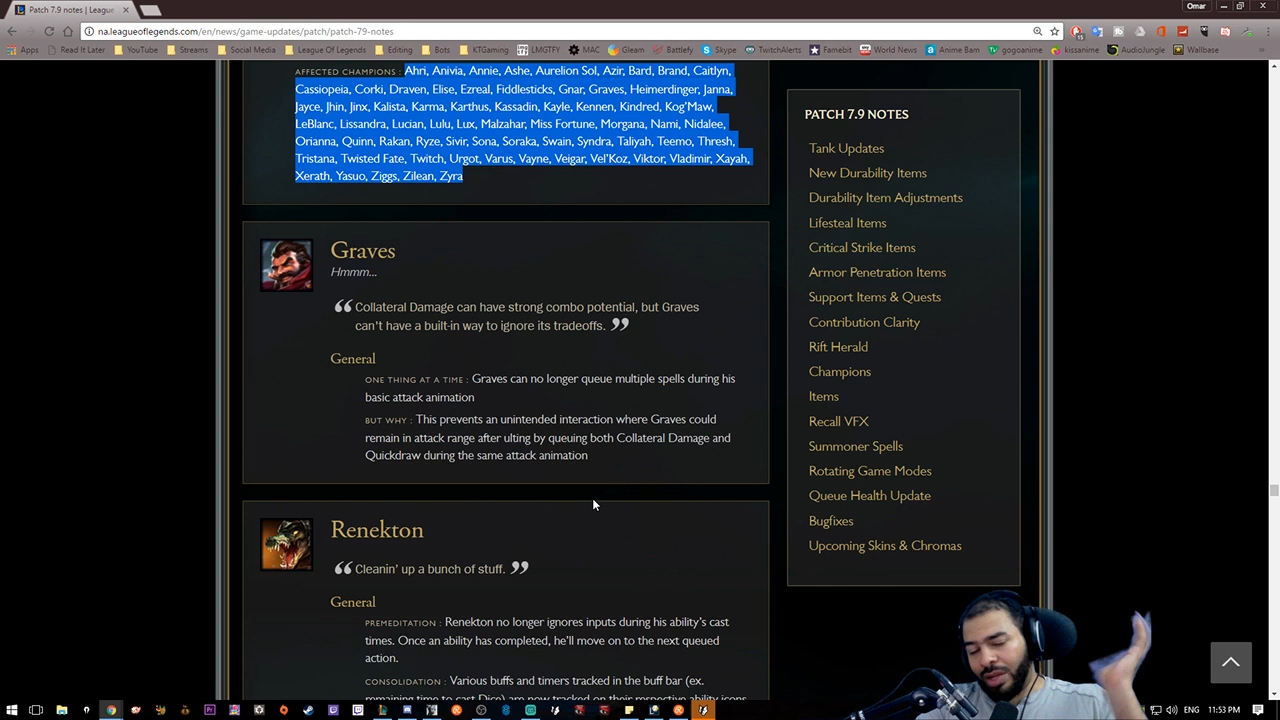 Patch 7.9 notes | League
Omar
na.leagueoflegends.com/en/news/game-updates/patch/patch-79-notes
Apps Read It Later YouTube Streams Social Media League Of Legends Editing Bots KTGaming LMGTFY MAC Gleam Battlefy Skype TwitchAlerts Famebit World News Anime Bam gogoanime kissanime AudioJungle Wallbase
AFFECTED CHAMPIONS : Ahri, Anivia, Annie, Ashe, Aurelion Sol, Azir, Bard, Brand, Caitlyn,
Cassiopeia, Corki, Draven, Elise, Ezreal, Fiddlesticks, Gnar, Graves, Heimerdinger, Janna,
Jayce, Jhin, Jinx, Kalista, Karma, Karthus, Kassadin, Kayle, Kennen, Kindred, Kog'Maw,
LeBlanc, Lissandra, Lucian, Lulu, Lux, Malzahar, Miss Fortune, Morgana, Nami, Nidalee,
Orianna, Quinn, Rakan, Ryze, Sivir, Sona, Soraka, Swain, Syndra, Taliyah, Teemo, Thresh,
Tristana, Twisted Fate, Twitch, Urgot, Varus, Vayne, Veigar, Vel'Koz, Viktor, Vladimir, Xayah,
Xerath, Yasuo, Ziggs, Zilean, Zyra
Graves
Hmmm...
“ Collateral Damage can have strong combo potential, but Graves
can't have a built-in way to ignore its tradeoffs. ”
General
ONE THING AT A TIME : Graves can no longer queue multiple spells during his
basic attack animation
BUT WHY : This prevents an unintended interaction where Graves could
remain in attack range after ulting by queuing both Collateral Damage and
Quickdraw during the same attack animation
Renekton
“ Cleanin' up a bunch of stuff. ”
General
PREMEDITATION : Renekton no longer ignores inputs during his ability's cast
times. Once an ability has completed, he'll move on to the next queued
action.
CONSOLIDATION : Various buffs and timers tracked in the buff bar (ex.
remaining time to cast Dice) are now tracked on their respective ability icons
PATCH 7.9 NOTES
Tank Updates
New Durability Items
Durability Item Adjustments
Lifesteal Items
Critical Strike Items
Armor Penetration Items
Support Items & Quests
Contribution Clarity
Rift Herald
Champions
Items
Recall VFX
Summoner Spells
Rotating Game Modes
Queue Health Update
Bugfixes
Upcoming Skins & Chromas
ENG 11:53 PM